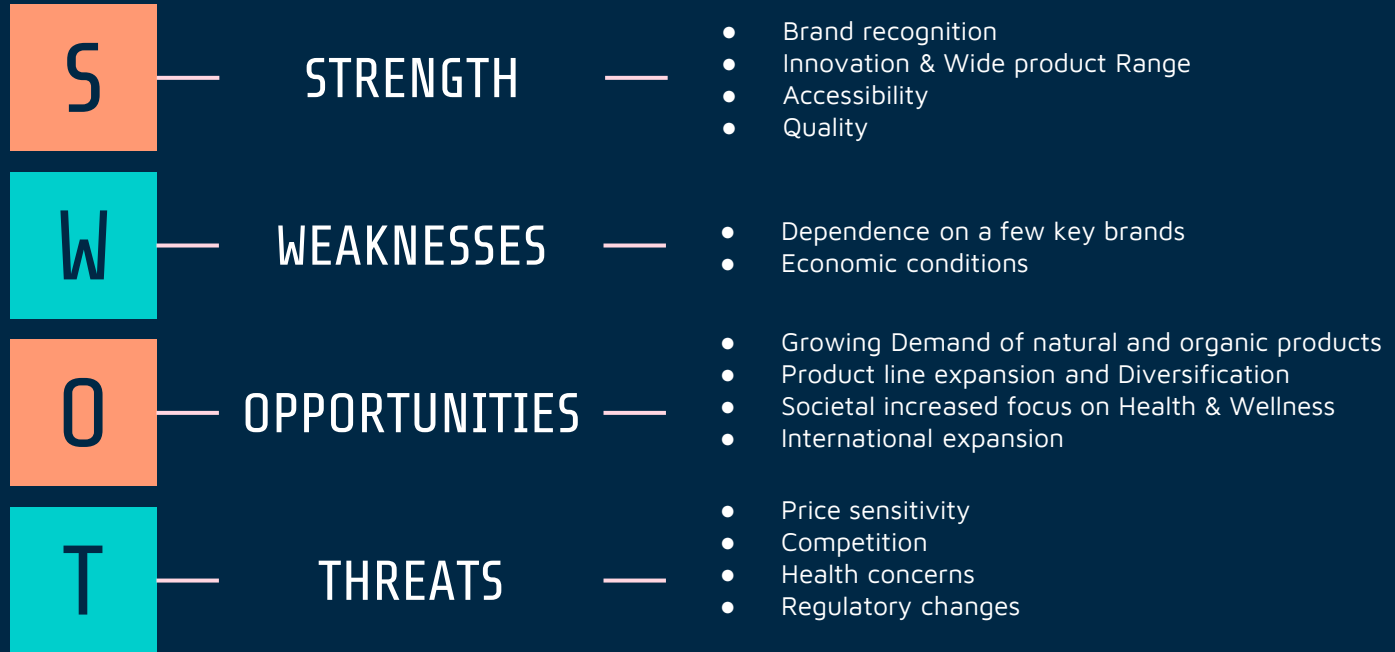 S
STRENGTH
● Brand recognition
● Innovation & Wide product Range
● Accessibility
● Quality
W
WEAKNESSES
● Dependence on a few key brands
● Economic conditions
O
OPPORTUNITIES
● Growing Demand of natural and organic products
● Product line expansion and Diversification
● Societal increased focus on Health & Wellness
● International expansion
T
THREATS
● Price sensitivity
● Competition
● Health concerns
● Regulatory changes